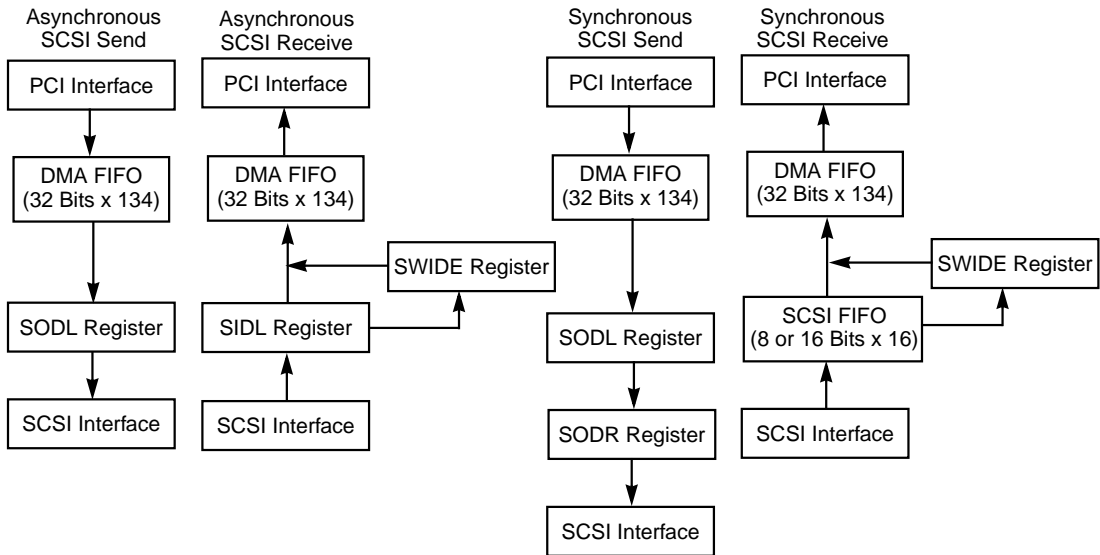 Asynchronous
SCSI Send
PCI Interface
DMA FIFO
(32 Bits x 134)
SODL Register
SCSI Interface
Asynchronous
SCSI Receive
PCI Interface
DMA FIFO
(32 Bits x 134)
SWIDE Register
SIDL Register
SCSI Interface
Synchronous
SCSI Send
PCI Interface
DMA FIFO
(32 Bits x 134)
SODL Register
SODR Register
SCSI Interface
Synchronous
SCSI Receive
PCI Interface
DMA FIFO
(32 Bits x 134)
SWIDE Register
SCSI FIFO
(8 or 16 Bits x 16)
SCSI Interface